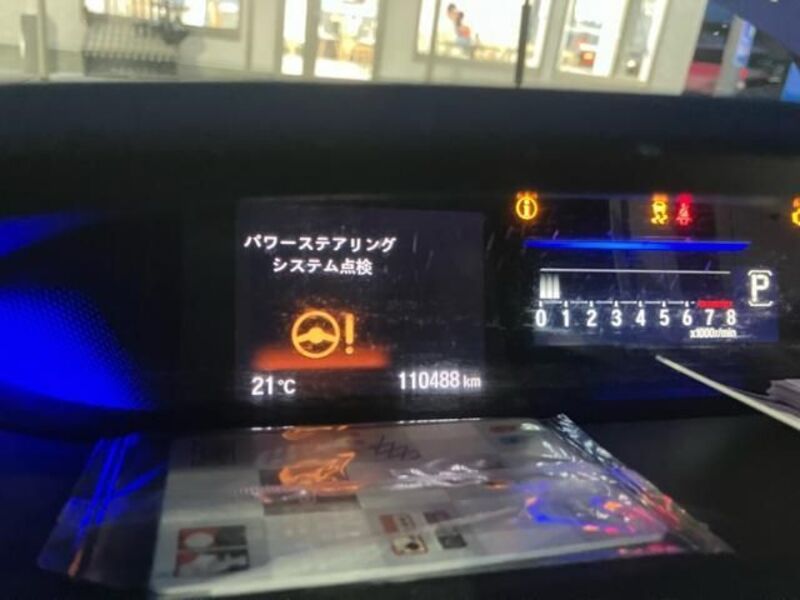 パワーステアリング
システム点検
!
21℃
110488 km
P
0 1 2 3 4 5 6 7 8
x1000r/min